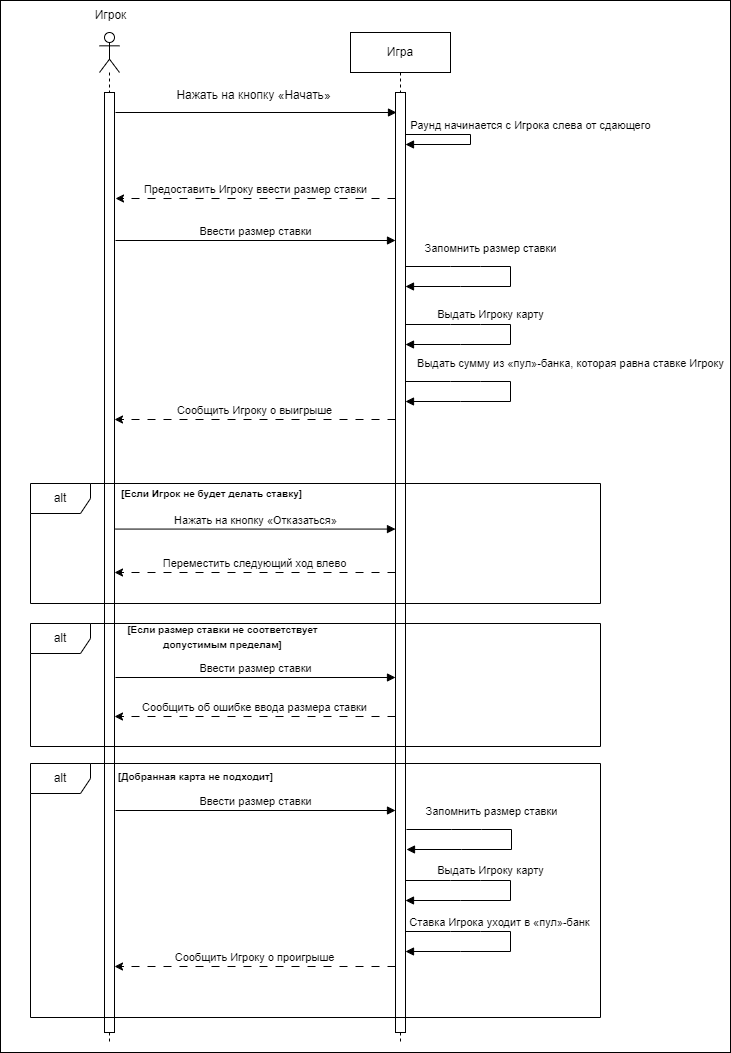 Игрок
Игра
Нажать на кнопку «Начать»
Раунд начинается с Игрока слева от сдающего
Предоставить Игроку ввести размер ставки
Ввести размер ставки
Запомнить размер ставки
Выдать Игроку карту
Выдать сумму из «пул»-банка, которая равна ставке Игроку
Сообщить Игроку о выигрыше
alt
[Если Игрок не будет делать ставку]
Нажать на кнопку «Отказаться»
Переместить следующий ход влево
alt
[Если размер ставки не соответствует
допустимым пределам]
Ввести размер ставки
Сообщить об ошибке ввода размера ставки
alt
[Добранная карта не подходит]
Ввести размер ставки
Запомнить размер ставки
Выдать Игроку карту
Ставка Игрока уходит в «пул»-банк
Сообщить Игроку о проигрыше